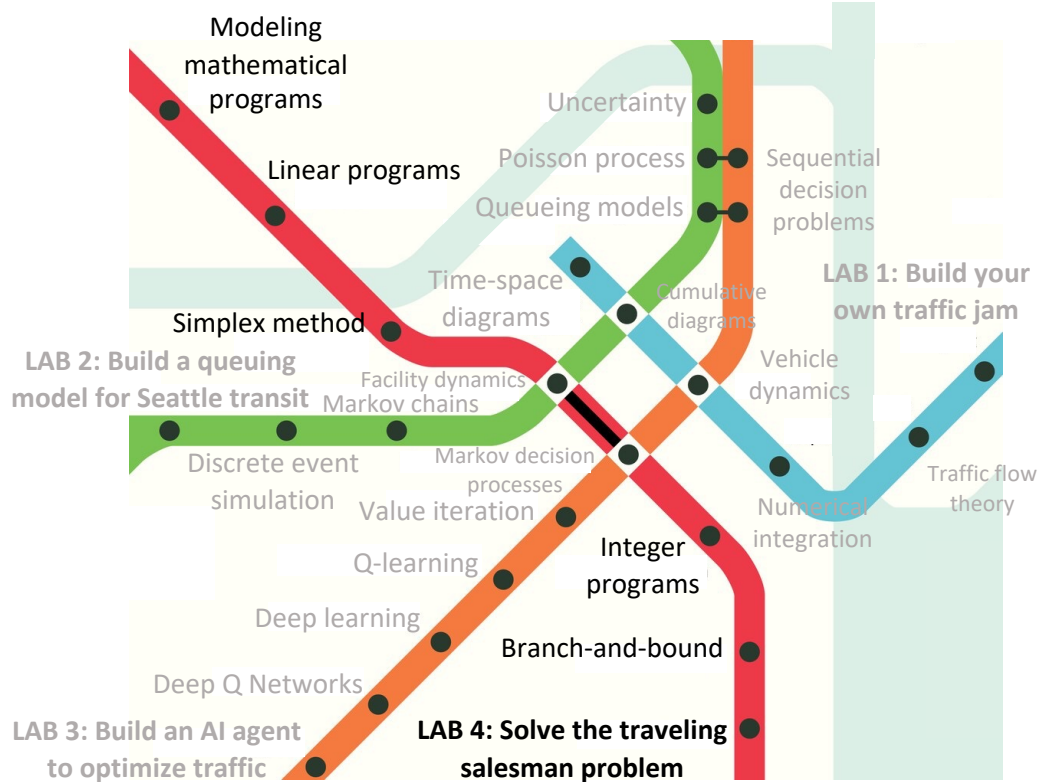 Modeling
mathematical
programs
Linear programs
Simplex method
Uncertainty
Poisson process
Queueing models
Sequential
decision
problems
Time-space
diagrams
Cumulative
diagrams
LAB 1: Build your
own traffic jam
LAB 2: Build a queuing
model for Seattle transit
Facility dynamics
Markov chains
Vehicle
dynamics
Discrete event
simulation
Markov decision
processes
Value iteration
Traffic flow
theory
Numerical
integration
Integer
programs
Q-learning
Deep learning
Branch-and-bound
Deep Q Networks
LAB 3: Build an AI agent
to optimize traffic
LAB 4: Solve the traveling
salesman problem